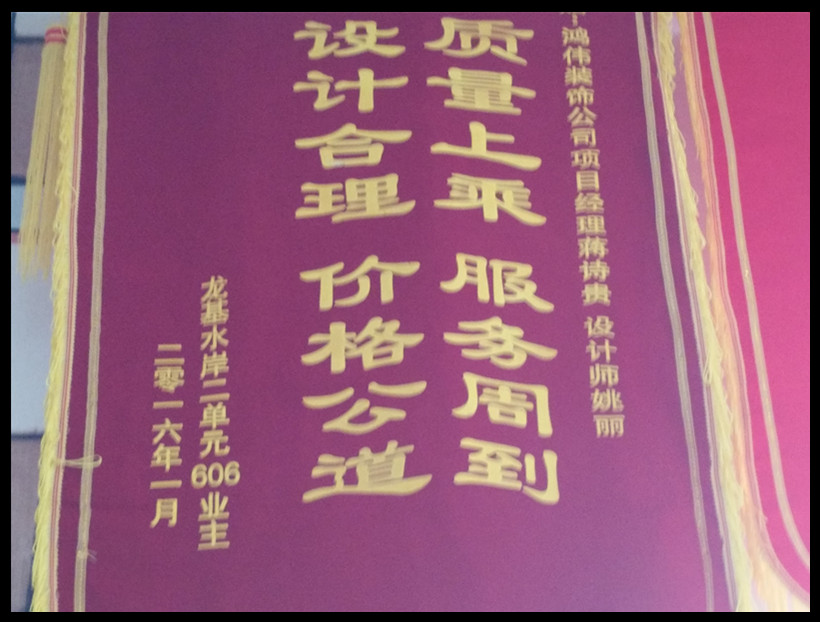 鸿伟装饰公司项目经理蒋诗贵 设计师姚丽
质量上乘 服务周到
设计合理 价格公道
龙基水岸二单元606业主
二零一六年一月